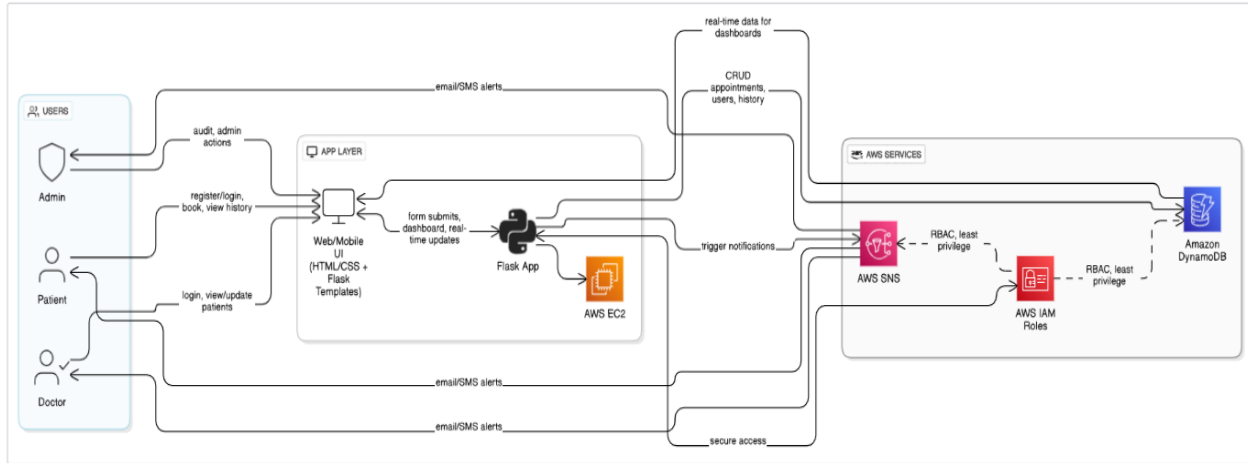 real-time data for
dashboards
CRUD
appointments,
users, history
email/SMS alerts
USERS
audit, admin
actions
Admin
APP LAYER
AWS SERVICES
register/login,
book, view history
form submits,
dashboard, real-
time updates
Web/Mobile
UI
(HTML/CSS +
Flask
Templates)
Flask App
trigger notifications
AWS SNS
RBAC, least
privilege
Amazon
DynamoDB
RBAC, least
privilege
AWS IAM
Roles
Patient
login, view/update
patients
AWS EC2
Doctor
email/SMS alerts
email/SMS alerts
secure access